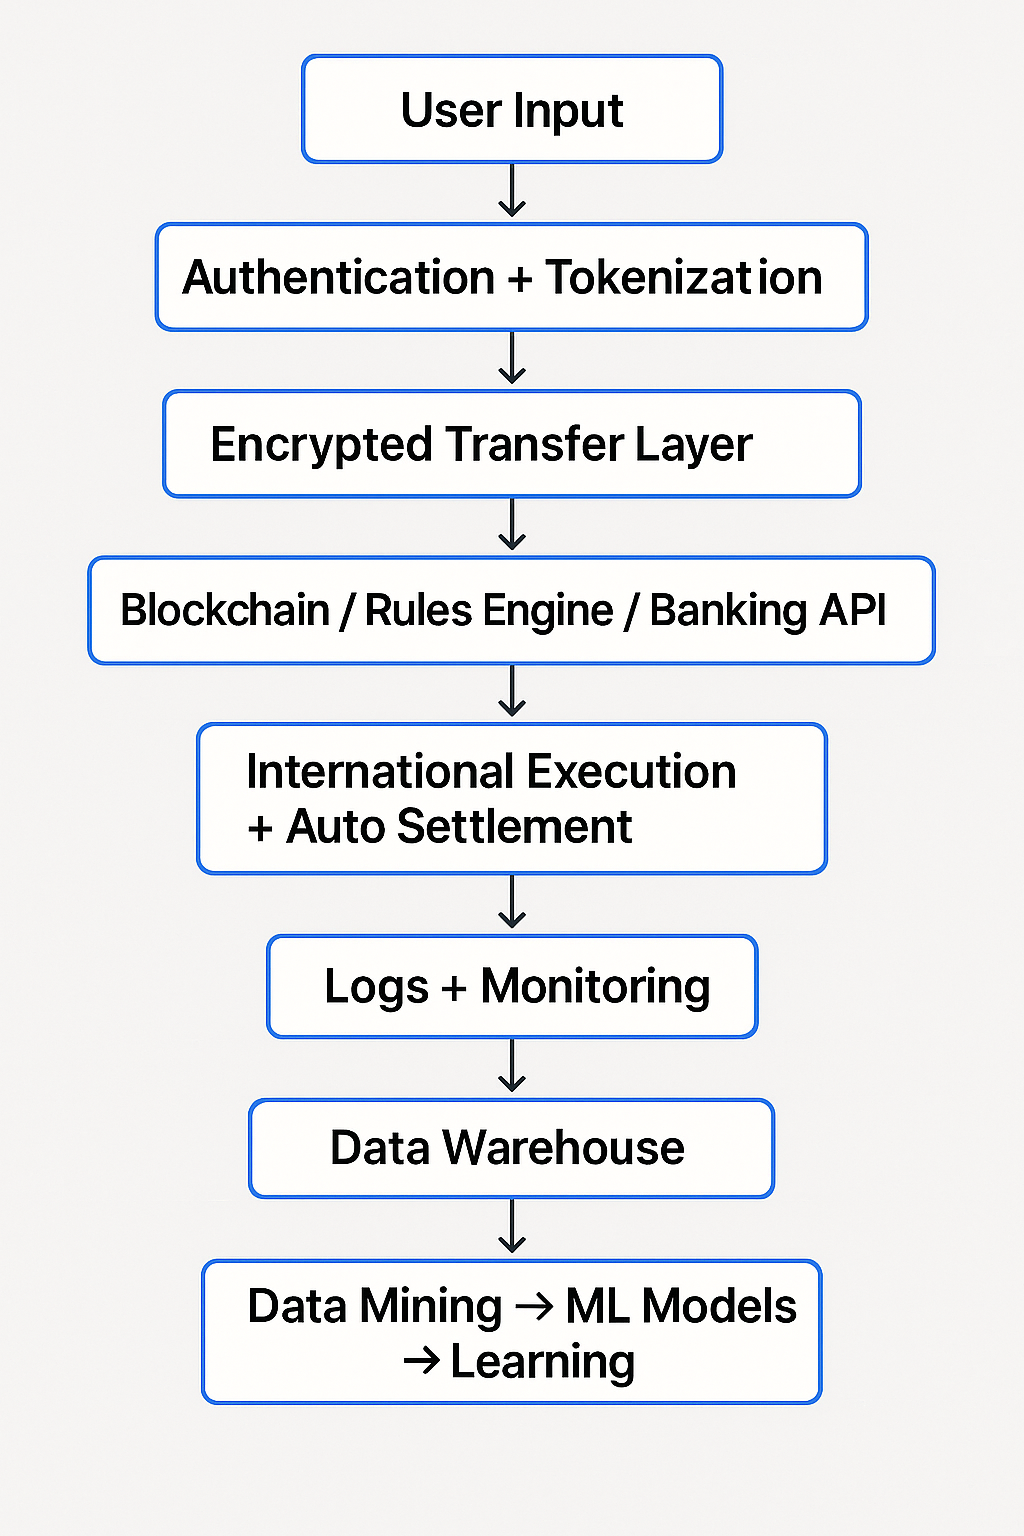 User Input
Authentication + Tokenization
Encrypted Transfer Layer
Blockchain / Rules Engine / Banking API
International Execution
+ Auto Settlement
Logs + Monitoring
Data Warehouse
Data Mining → ML Models
→ Learning